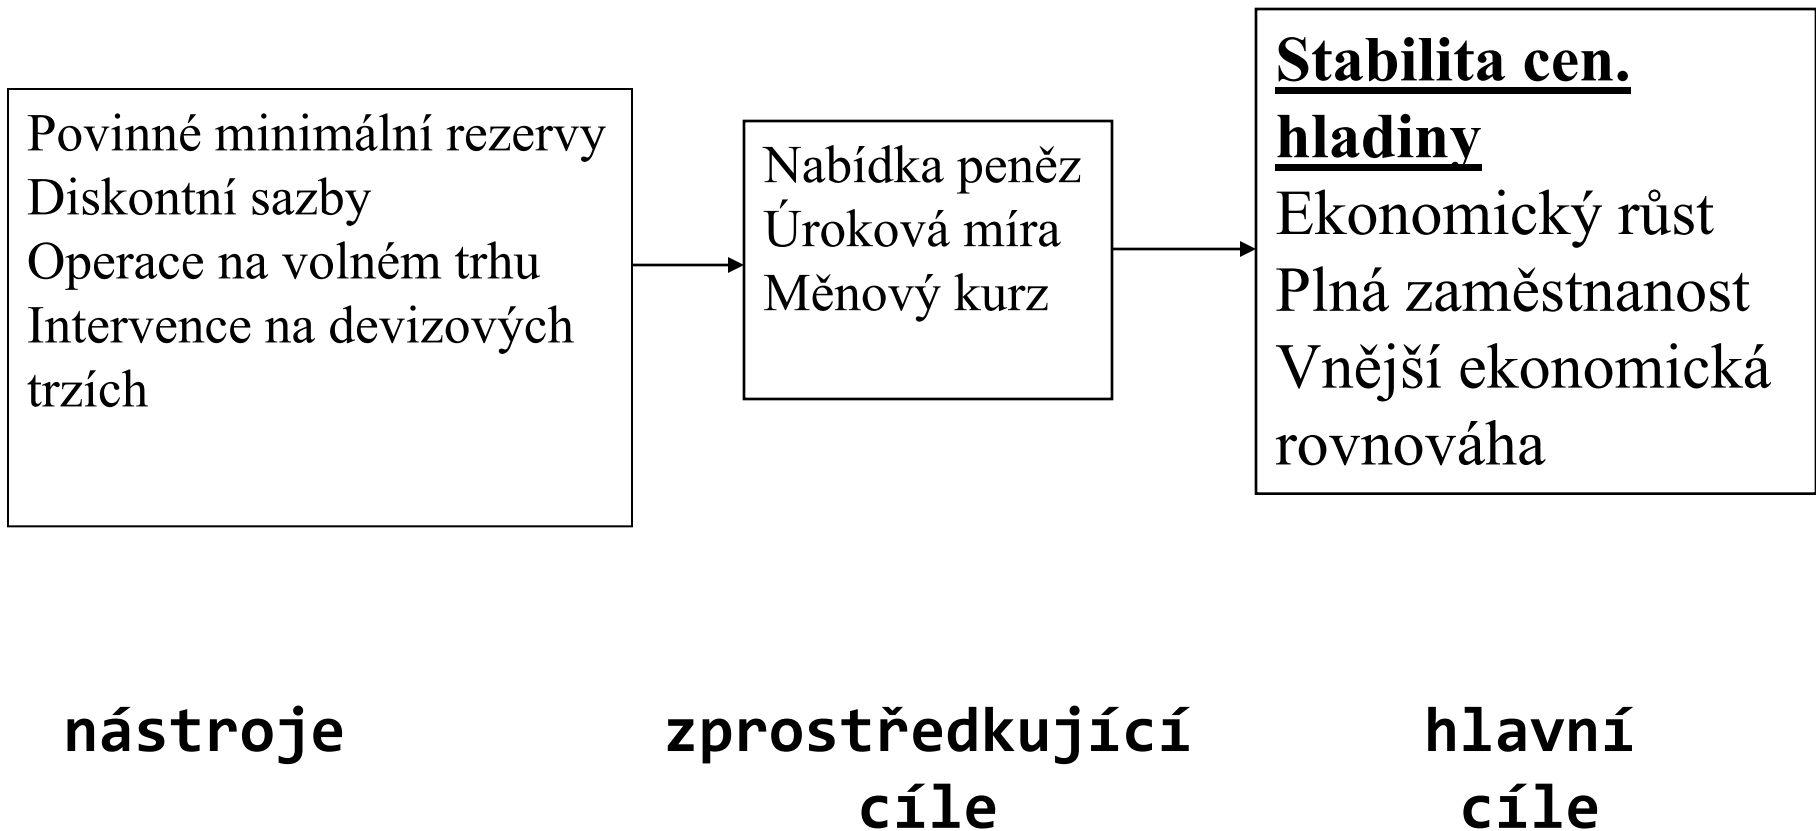 Povinné minimální rezervy
Diskontní sazby
Operace na volném trhu
Intervence na devizových
trzích
Nabídka peněz
Úroková míra
Měnový kurz
Stabilita cen.
hladiny
Ekonomický růst
Plná zaměstnanost
Vnější ekonomická
rovnováha
nástroje
zprostředkující
cíle
hlavní
cíle